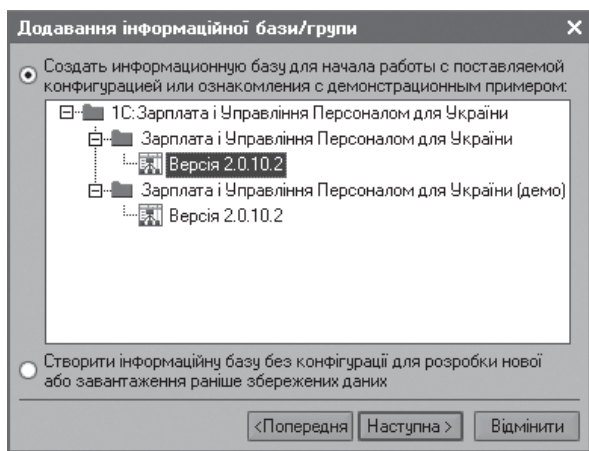 Додавання інформаційної бази/групи
Создать информационную базу для начала работы с поставляемой
конфигурацией или ознакомления с демонстрационным примером:
1С:Зарплата і Управління Персоналом для України
Зарплата і Управління Персоналом для України
Версія 2.0.10.2
Зарплата і Управління Персоналом для України (демо)
Версія 2.0.10.2
Створити інформаційну базу без конфігурації для розробки нової
або завантаження раніше збережених даних
<Попередня Наступна > Відмінити